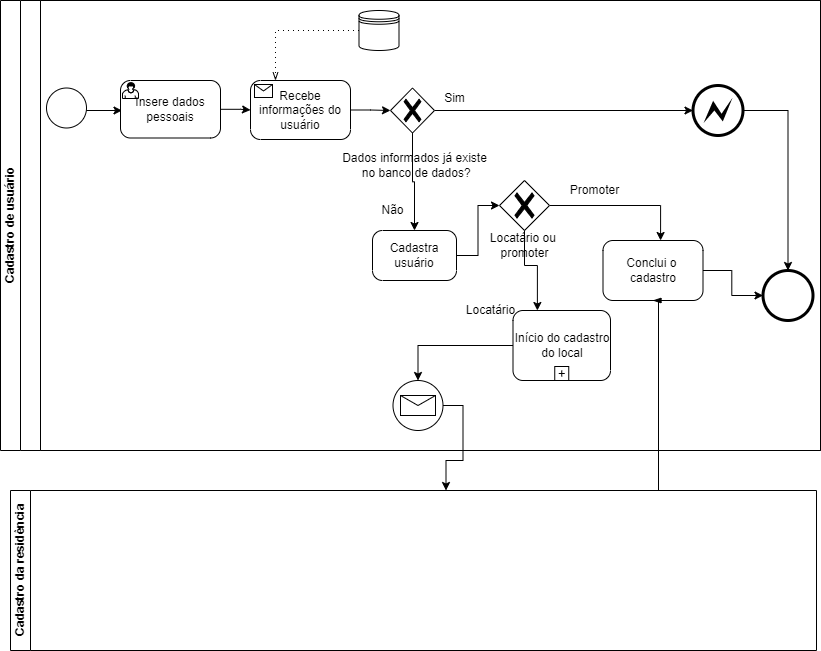 Cadastro de usuário
Insere dados
pessoais
Recebe
informações do
usuário
Sim
Dados informados já existe
no banco de dados?
Não
Cadastra
usuário
Promoter
Locatário ou
promoter
Conclui o
cadastro
Locatário
Início do cadastro
do local
Cadastro da residência